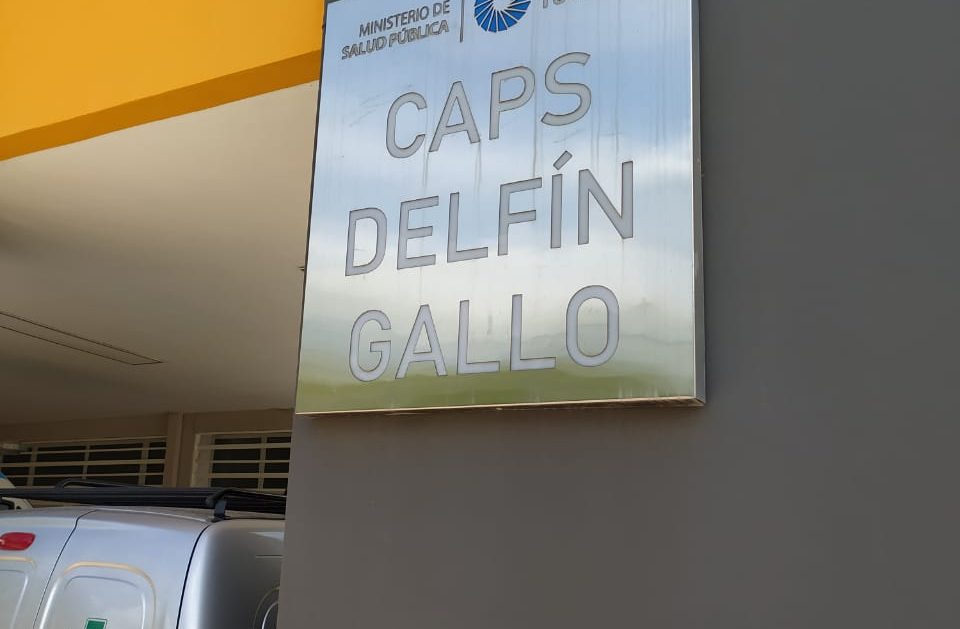 MINISTERIO DE
SALUD PÚBLICA
CAPS
DELFÍN
GALLO